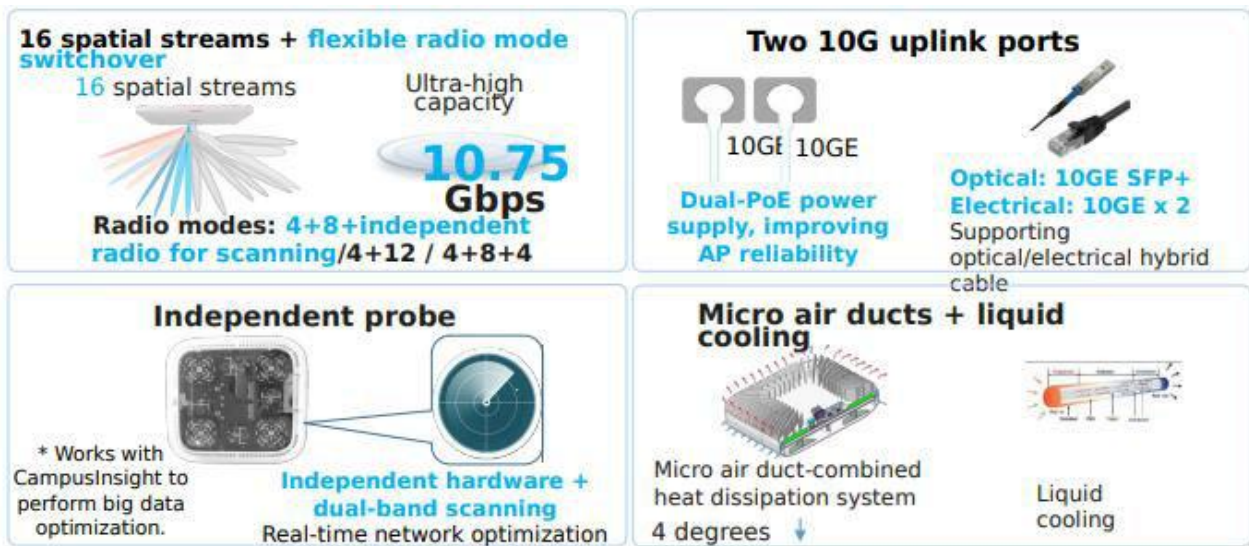 16 spatial streams + flexible radio mode
switchover
16 spatial streams
Ultra-high
capacity
10.75
Gbps
Radio modes: 4+8+independent
radio for scanning/4+12 / 4+8+4
Two 10G uplink ports
10GE 10GE
Dual-PoE power
supply, improving
AP reliability
Optical: 10GE SFP+
Electrical: 10GE x 2
Supporting
optical/electrical hybrid
cable
Independent probe
* Works with
CampusInsight to
perform big data
optimization.
Independent hardware +
dual-band scanning
Real-time network optimization
Micro air ducts + liquid
cooling
Micro air duct-combined
heat dissipation system
4 degrees ↓
Liquid
cooling